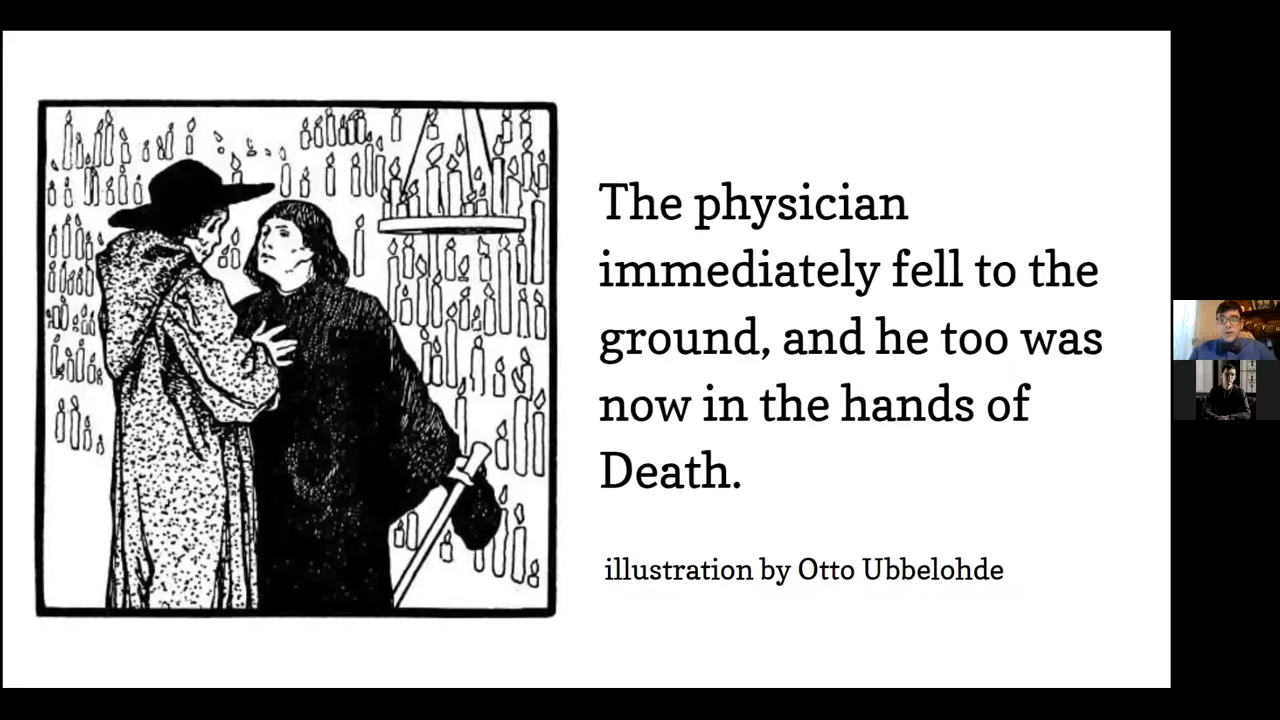 The physician
immediately fell to the
ground, and he too was
now in the hands of
Death.
illustration by Otto Ubbelohde